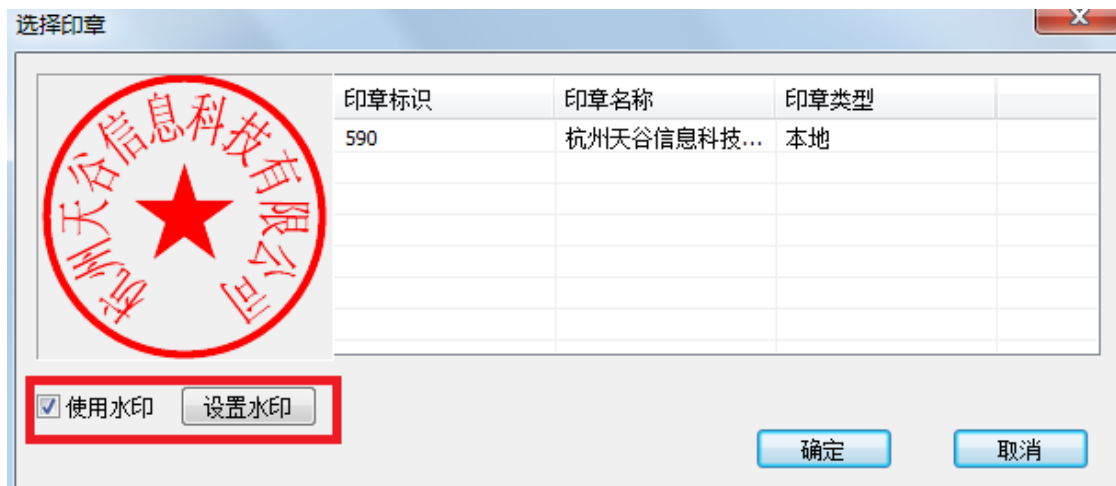 选择印章
杭州天谷信息科技有限公司
印章标识 印章名称 印章类型
590 杭州天谷信息科技... 本地
使用水印 设置水印
确定 取消